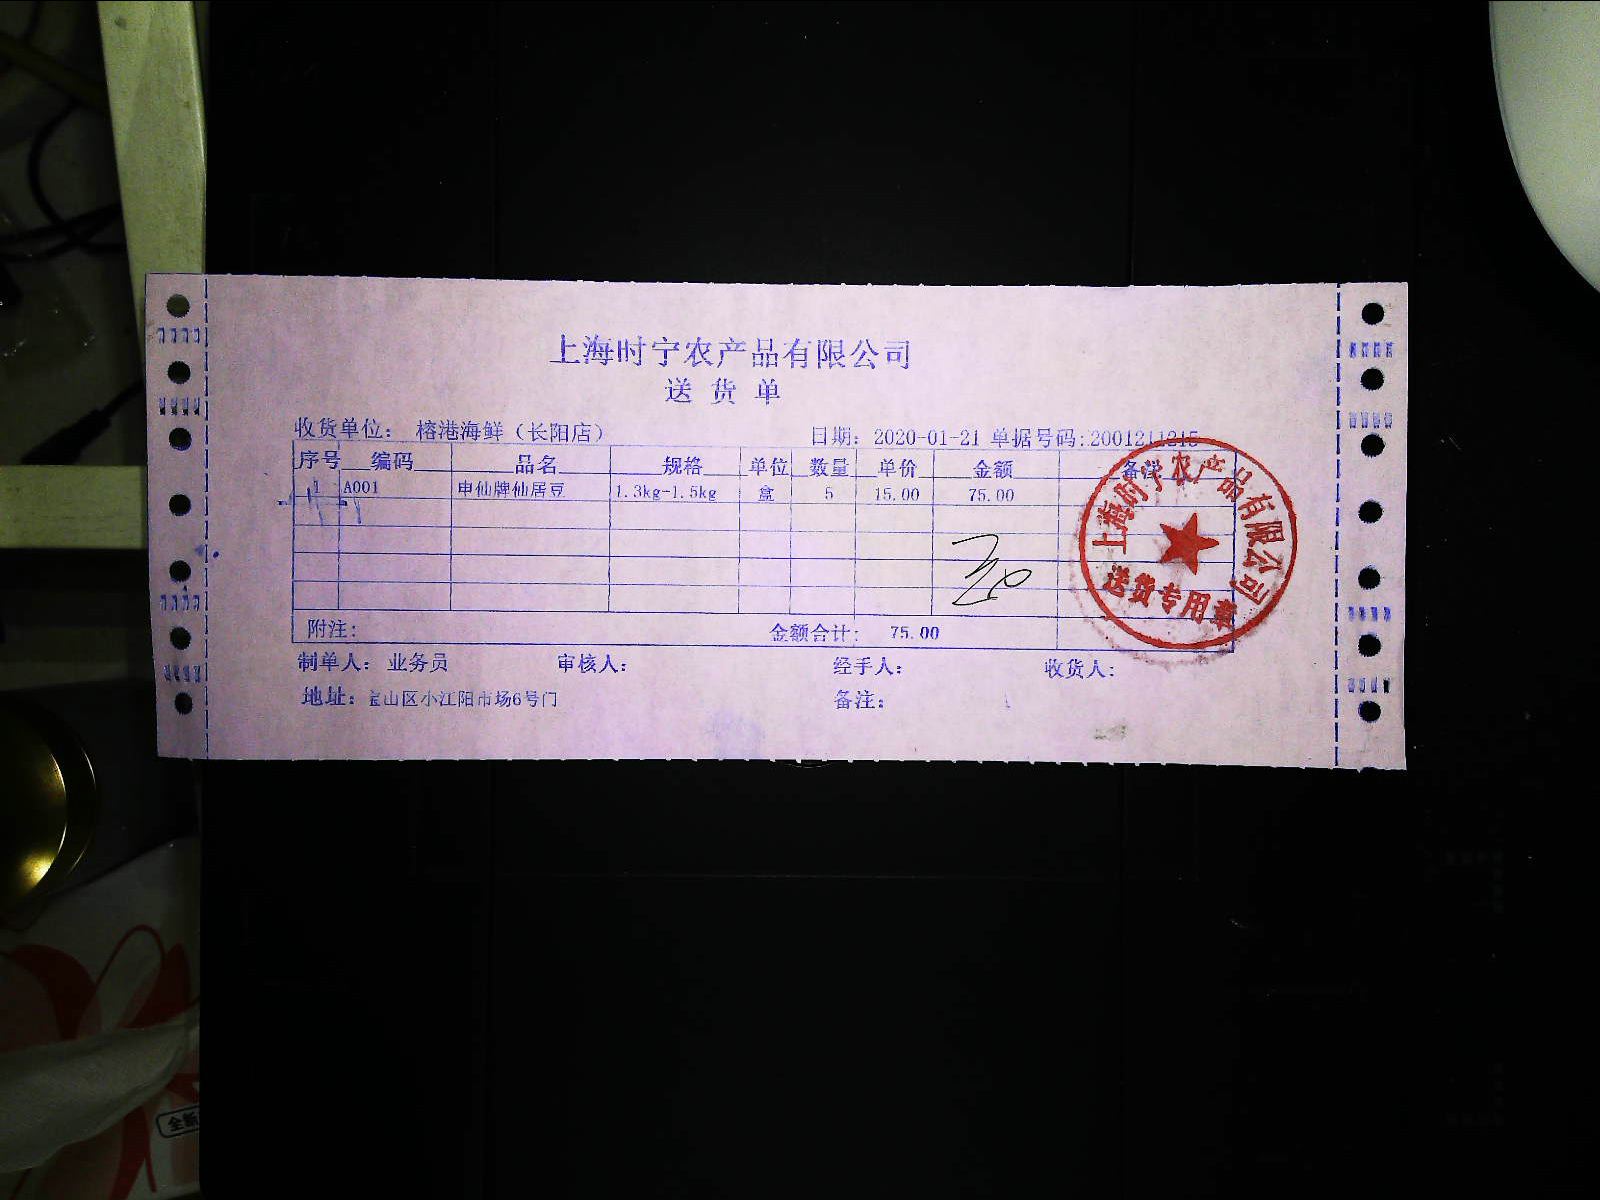 上海时宁农产品有限公司
送 货 单
收货单位： 榕港海鲜（长阳店） 日期：2020-01-21 单据号码:2001211215
序号 编码 品名 规格 单位 数量 单价 金额 备注
1 A001 申仙牌仙居豆 1.3kg-1.5kg 盒 5 15.00 75.00
附注： 金额合计： 75.00
制单人： 业务员 审核人： 经手人： 收货人：
地址：宝山区小江阳市场6号门 备注：
上海时宁农产品有限公司
送货专用章
全新